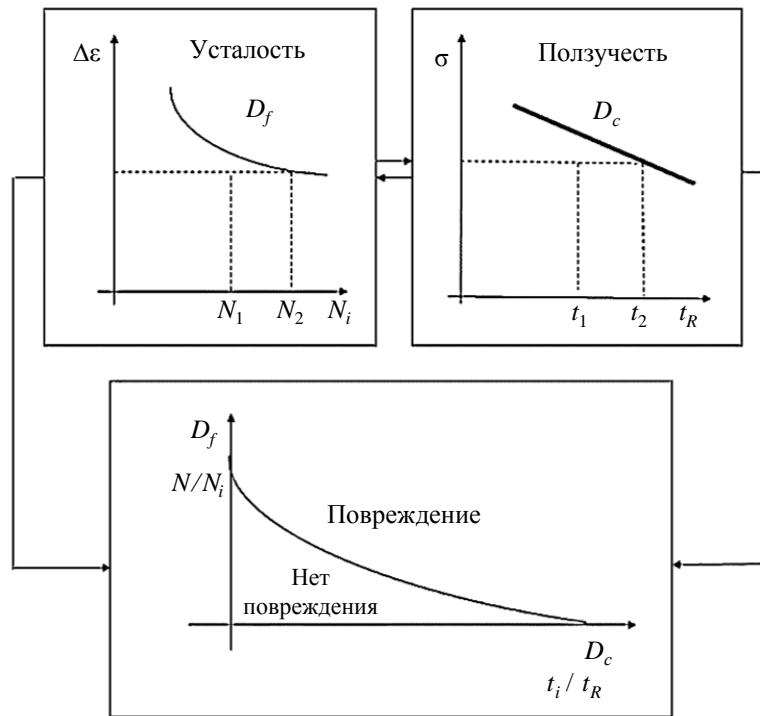 Усталость
Δε
D_f
N_1 N_2 N_i
Ползучесть
σ
D_c
t_1 t_2 t_R
D_f
N/N_i
Повреждение
Нет
повреждения
D_c
t_i / t_R